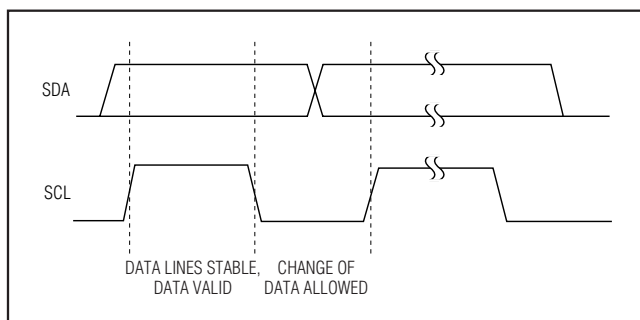 SDA
SCL
DATA LINES STABLE,
DATA VALID
CHANGE OF
DATA ALLOWED